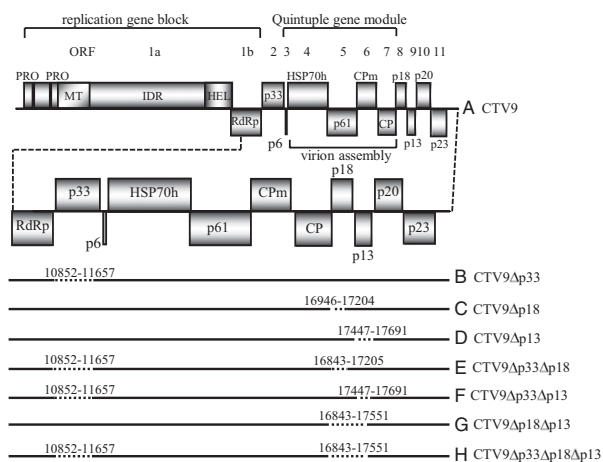 replication gene block Quintuple gene module
ORF 1a 1b 2 3 4 5 6 7 8 9 10 11
PRO PRO p33 HSP70h CPm p18 p20
MT IDR HEL A CTV9
RdRp p6 p61 CP p13 p23
virion assembly
p33 HSP70h CPm p18 p20
RdRp p6 p61 CP p13 p23
10852-11657 B CTV9Δp33
16946-17204 C CTV9Δp18
17447-17691 D CTV9Δp13
10852-11657 16843-17205 E CTV9Δp33Δp18
10852-11657 17447-17691 F CTV9Δp33Δp13
16843-17551 G CTV9Δp18Δp13
10852-11657 16843-17551 H CTV9Δp33Δp18Δp13